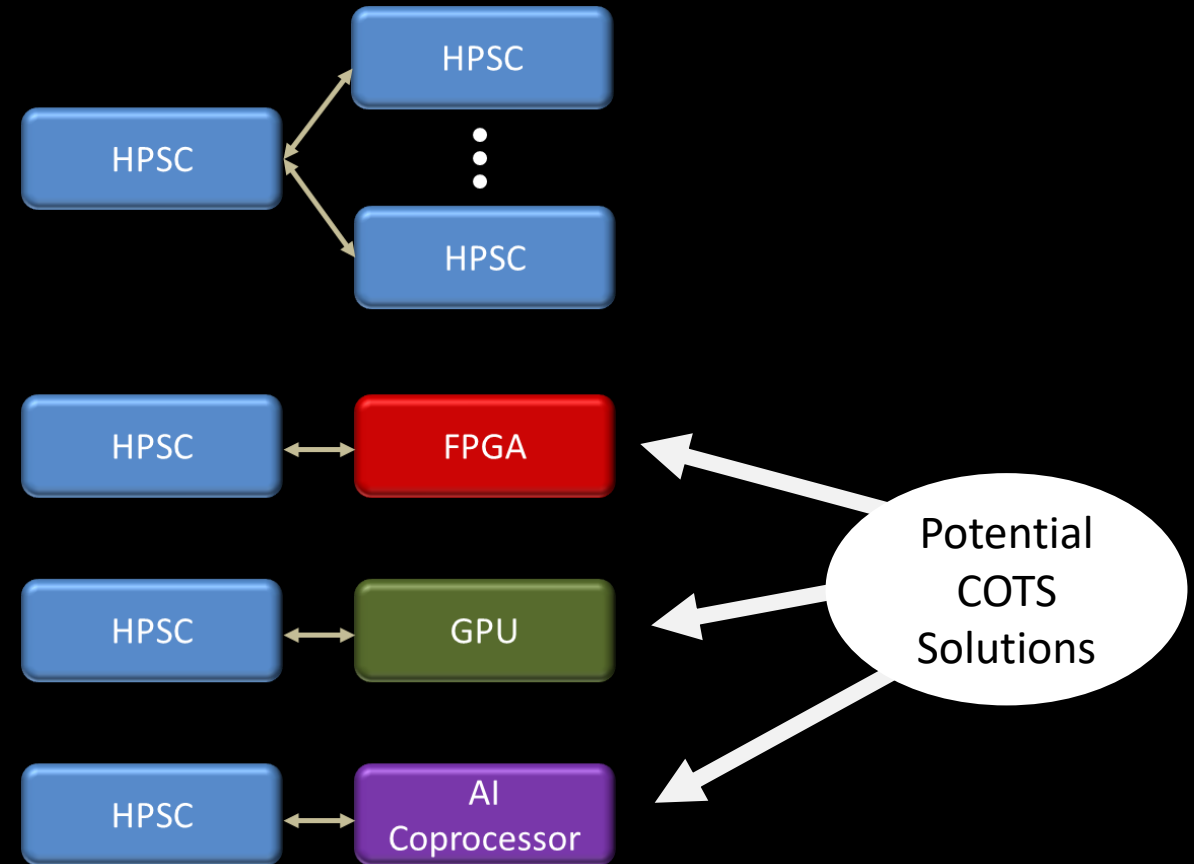 HPSC
HPSC
HPSC
HPSC
FPGA
HPSC
GPU
HPSC
AI
Coprocessor
Potential
COTS
Solutions